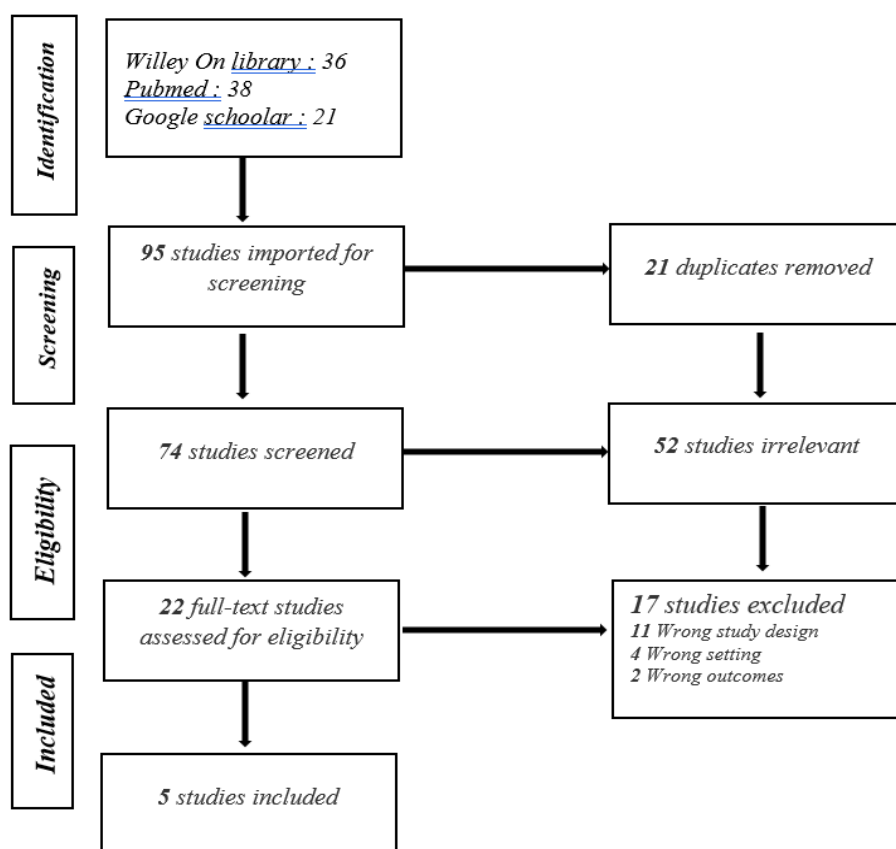 Identification
Willey On library : 36
Pubmed : 38
Google schoolar : 21
Screening
95 studies imported for
screening
21 duplicates removed
74 studies screened
52 studies irrelevant
Eligibility
22 full-text studies
assessed for eligibility
17 studies excluded
11 Wrong study design
4 Wrong setting
2 Wrong outcomes
Included
5 studies included